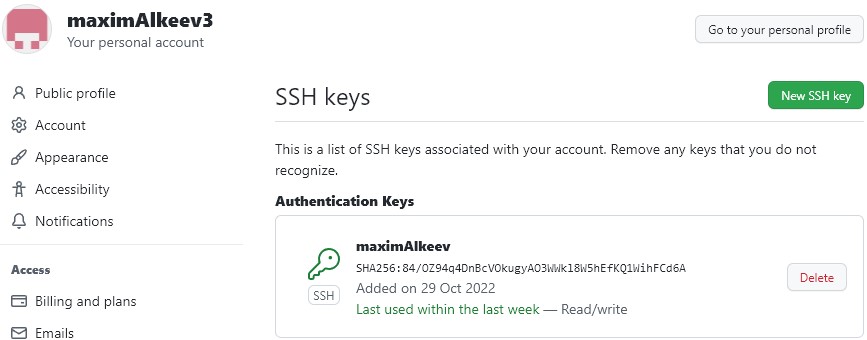 maximAlkeev3
Your personal account
Go to your personal profile
Public profile
Account
Appearance
Accessibility
Notifications
Access
Billing and plans
Emails
SSH keys
New SSH key
This is a list of SSH keys associated with your account. Remove any keys that you do not
recognize.
Authentication Keys
maximAlkeev
SHA256:84/OZ94q4DnBcVOkugyAO3WWkl8W5hEfKQ1WihFCd6A
SSH
Added on 29 Oct 2022
Last used within the last week — Read/write
Delete